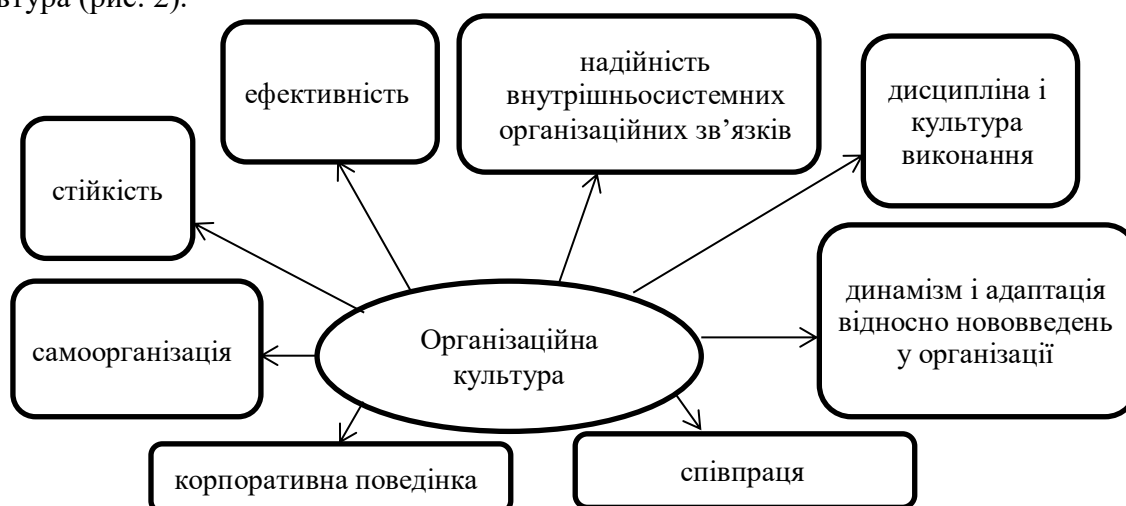 культура (рис. 2).
ефективність
надійність
внутрішньосистемних
організаційних зв’язків
дисципліна і
культура
виконання
стійкість
динамізм і адаптація
відносно нововведень
у організації
самоорганізація
Організаційна
культура
корпоративна поведінка
співпраця